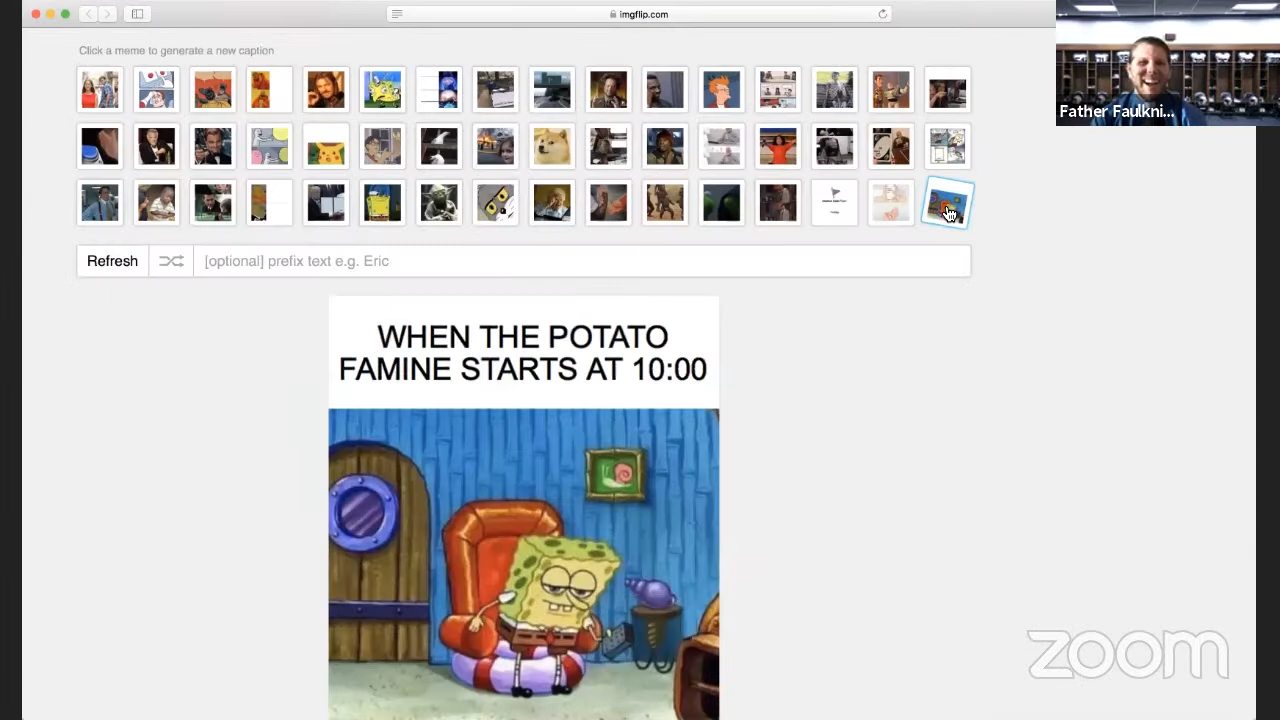 imgflip.com
Click a meme to generate a new caption
Father Faulkni...
Refresh
[optional] prefix text e.g. Eric
WHEN THE POTATO
FAMINE STARTS AT 10:00
zoom